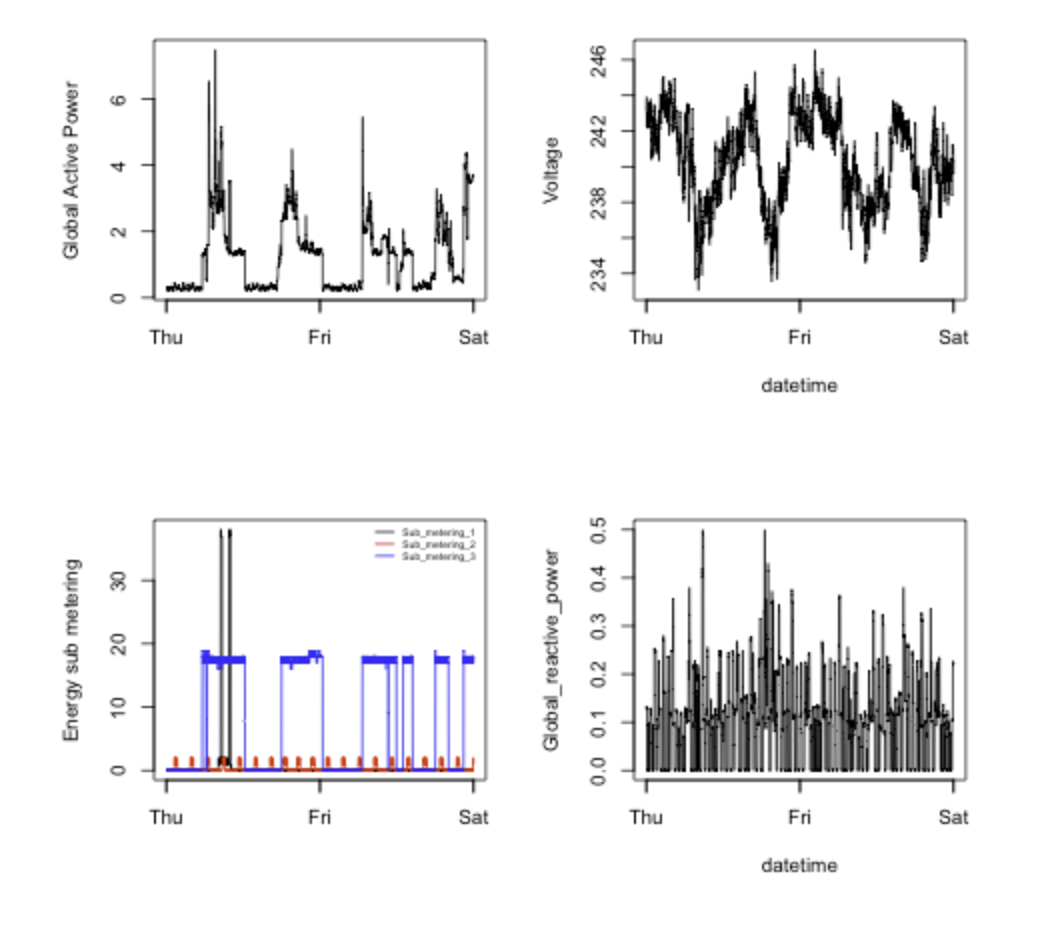 Global Active Power
0 2 4 6
Thu Fri Sat
Voltage
234 238 242 246
Thu Fri Sat
datetime
Energy sub metering
0 10 20 30
Sub_metering_1
Sub_metering_2
Sub_metering_3
Thu Fri Sat
Global_reactive_power
0.0 0.1 0.2 0.3 0.4 0.5
Thu Fri Sat
datetime